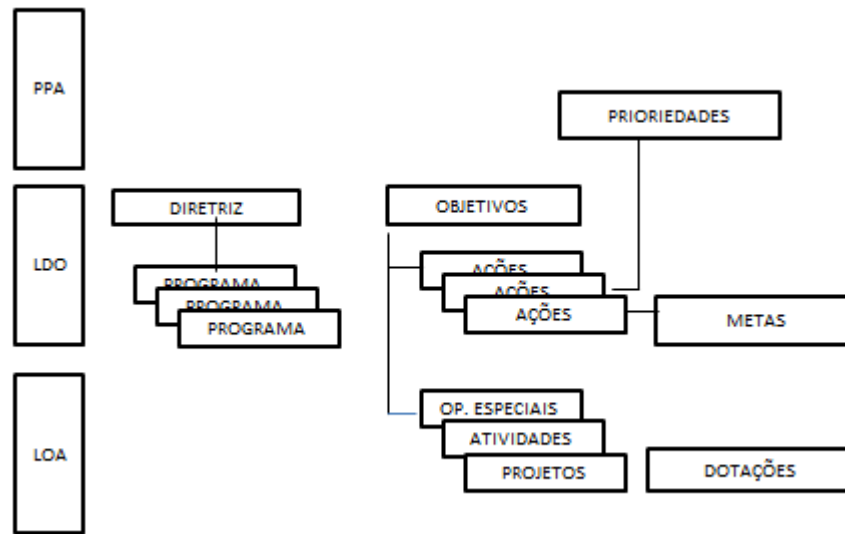 PPA
PRIORIEDADES
LDO
DIRETRIZ
OBJETIVOS
PROGRAMA
PROGRAMA
PROGRAMA
AÇÕES
AÇÕES
AÇÕES
METAS
LOA
OP. ESPECIAIS
ATIVIDADES
PROJETOS
DOTAÇÕES